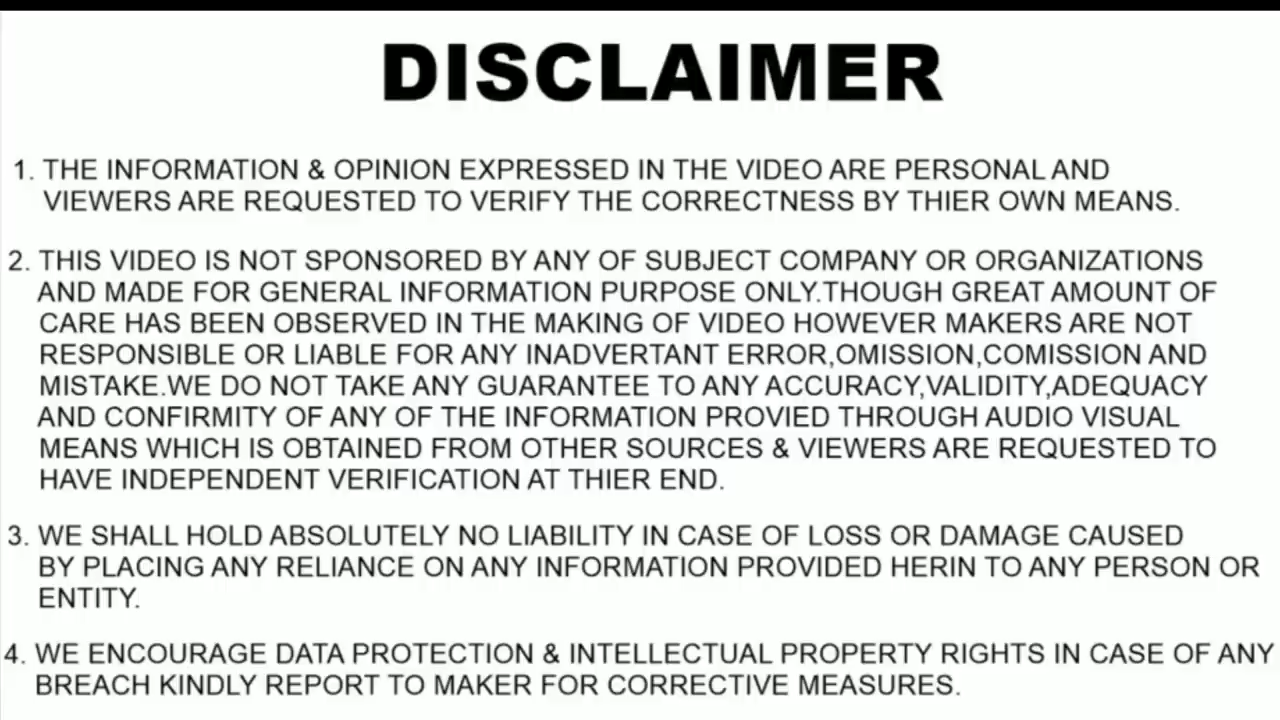 DISCLAIMER
1. THE INFORMATION & OPINION EXPRESSED IN THE VIDEO ARE PERSONAL AND
VIEWERS ARE REQUESTED TO VERIFY THE CORRECTNESS BY THIER OWN MEANS.
2. THIS VIDEO IS NOT SPONSORED BY ANY OF SUBJECT COMPANY OR ORGANIZATIONS
AND MADE FOR GENERAL INFORMATION PURPOSE ONLY.THOUGH GREAT AMOUNT OF
CARE HAS BEEN OBSERVED IN THE MAKING OF VIDEO HOWEVER MAKERS ARE NOT
RESPONSIBLE OR LIABLE FOR ANY INADVERTANT ERROR,OMISSION,COMISSION AND
MISTAKE.WE DO NOT TAKE ANY GUARANTEE TO ANY ACCURACY,VALIDITY,ADEQUACY
AND CONFIRMITY OF ANY OF THE INFORMATION PROVIED THROUGH AUDIO VISUAL
MEANS WHICH IS OBTAINED FROM OTHER SOURCES & VIEWERS ARE REQUESTED TO
HAVE INDEPENDENT VERIFICATION AT THIER END.
3. WE SHALL HOLD ABSOLUTELY NO LIABILITY IN CASE OF LOSS OR DAMAGE CAUSED
BY PLACING ANY RELIANCE ON ANY INFORMATION PROVIDED HERIN TO ANY PERSON OR
ENTITY.
4. WE ENCOURAGE DATA PROTECTION & INTELLECTUAL PROPERTY RIGHTS IN CASE OF ANY
BREACH KINDLY REPORT TO MAKER FOR CORRECTIVE MEASURES.